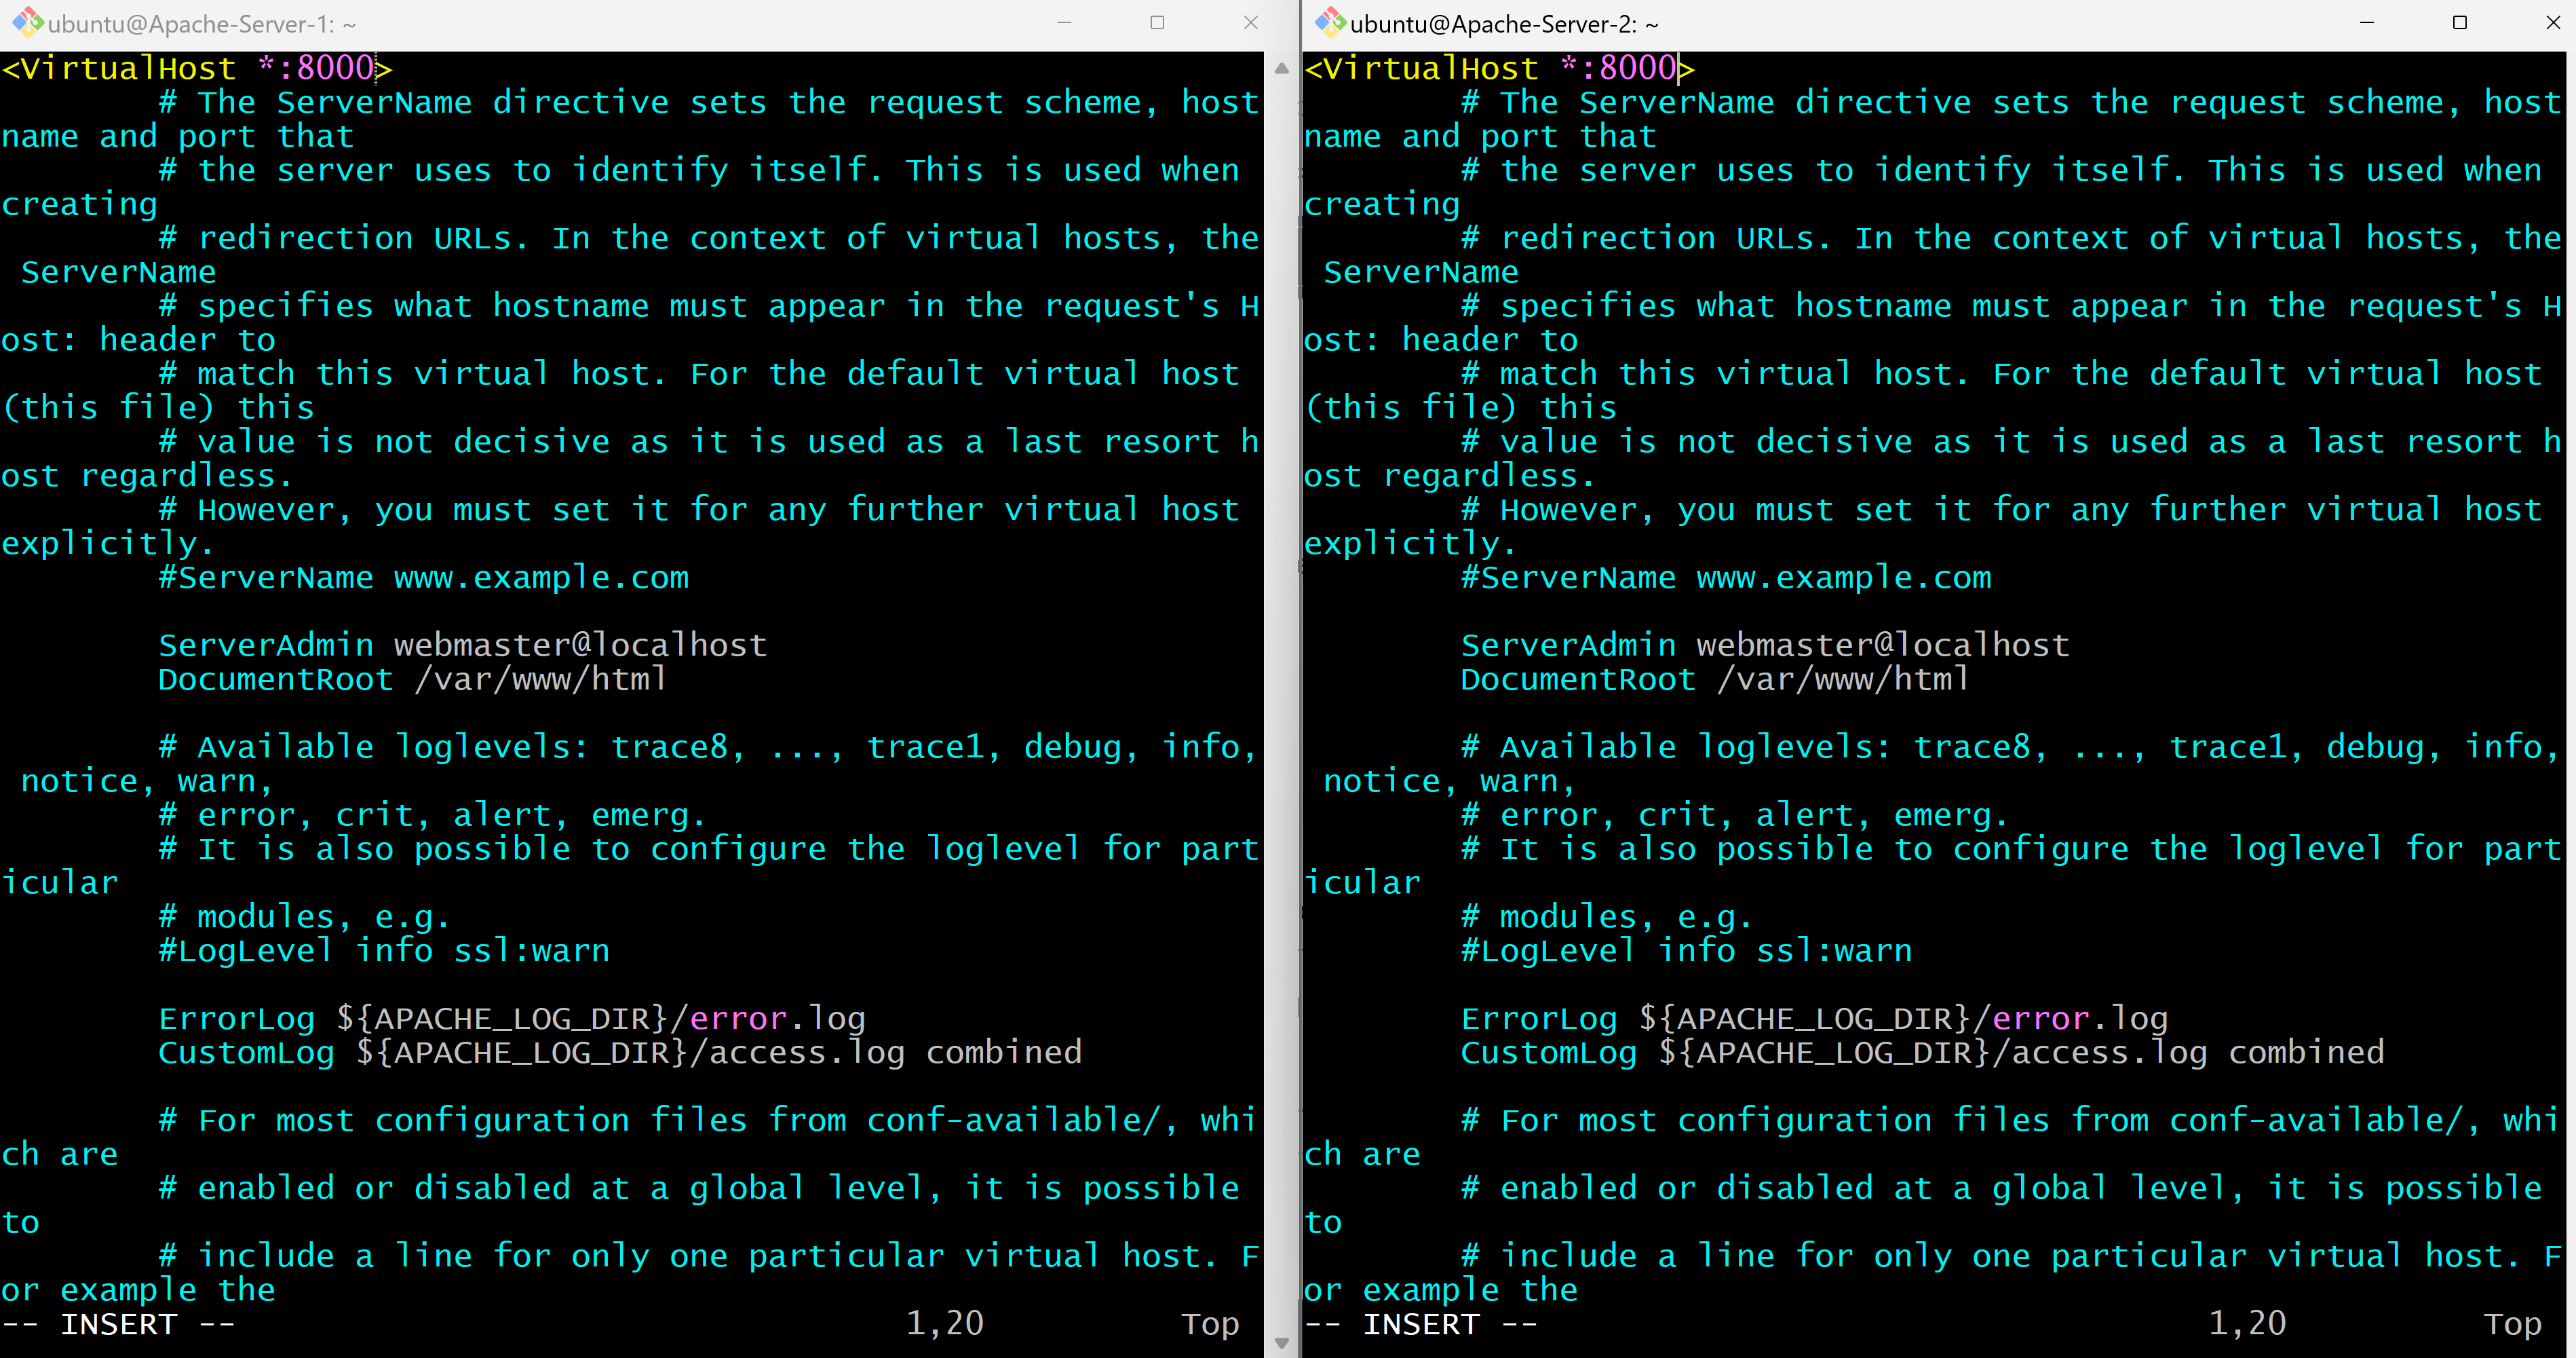 ubuntu@Apache-Server-1: ~
<VirtualHost *:8000>
# The ServerName directive sets the request scheme, host
name and port that
# the server uses to identify itself. This is used when
creating
# redirection URLs. In the context of virtual hosts, the
ServerName
# specifies what hostname must appear in the request's H
ost: header to
# match this virtual host. For the default virtual host
(this file) this
# value is not decisive as it is used as a last resort h
ost regardless.
# However, you must set it for any further virtual host
explicitly.
#ServerName www.example.com
ServerAdmin webmaster@localhost
DocumentRoot /var/www/html
# Available loglevels: trace8, ..., trace1, debug, info,
notice, warn,
# error, crit, alert, emerg.
# It is also possible to configure the loglevel for part
icular
# modules, e.g.
#LogLevel info ssl:warn
ErrorLog ${APACHE_LOG_DIR}/error.log
CustomLog ${APACHE_LOG_DIR}/access.log combined
# For most configuration files from conf-available/, whi
ch are
# enabled or disabled at a global level, it is possible
to
# include a line for only one particular virtual host. F
or example the
-- INSERT -- 1,20 Top
ubuntu@Apache-Server-2: ~
<VirtualHost *:8000>
# The ServerName directive sets the request scheme, host
name and port that
# the server uses to identify itself. This is used when
creating
# redirection URLs. In the context of virtual hosts, the
ServerName
# specifies what hostname must appear in the request's H
ost: header to
# match this virtual host. For the default virtual host
(this file) this
# value is not decisive as it is used as a last resort h
ost regardless.
# However, you must set it for any further virtual host
explicitly.
#ServerName www.example.com
ServerAdmin webmaster@localhost
DocumentRoot /var/www/html
# Available loglevels: trace8, ..., trace1, debug, info,
notice, warn,
# error, crit, alert, emerg.
# It is also possible to configure the loglevel for part
icular
# modules, e.g.
#LogLevel info ssl:warn
ErrorLog ${APACHE_LOG_DIR}/error.log
CustomLog ${APACHE_LOG_DIR}/access.log combined
# For most configuration files from conf-available/, whi
ch are
# enabled or disabled at a global level, it is possible
to
# include a line for only one particular virtual host. F
or example the
-- INSERT -- 1,20 Top